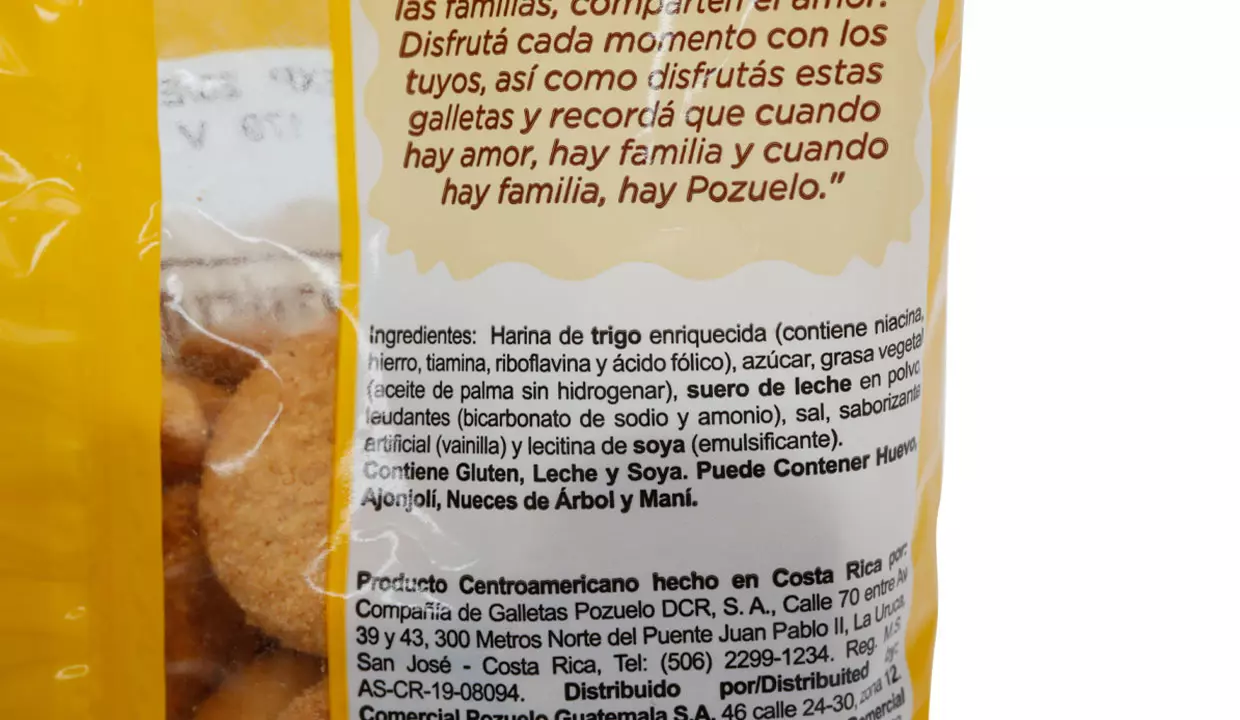 las familias, comparten el amor.
Disfrutá cada momento con los
tuyos, así como disfrutás estas
galletas y recordá que cuando
hay amor, hay familia y cuando
hay familia, hay Pozuelo."
Ingredientes: Harina de trigo enriquecida (contiene niacina,
hierro, tiamina, riboflavina y ácido fólico), azúcar, grasa vegetal
(aceite de palma sin hidrogenar), suero de leche en polvo,
leudantes (bicarbonato de sodio y amonio), sal, saborizante
artificial (vainilla) y lecitina de soya (emulsificante).
Contiene Gluten, Leche y Soya. Puede Contener Huevo,
Ajonjolí, Nueces de Árbol y Maní.
Producto Centroamericano hecho en Costa Rica por:
Compañía de Galletas Pozuelo DCR, S. A., Calle 70 entre Av
39 y 43, 300 Metros Norte del Puente Juan Pablo II, La Uruca,
San José - Costa Rica, Tel: (506) 2299-1234. Reg. M.S
AS-CR-19-08094. Distribuido por/Distributed by:
Comercial Pozuelo Guatemala S.A. 46 calle 24-30, zona 12.
Comercial